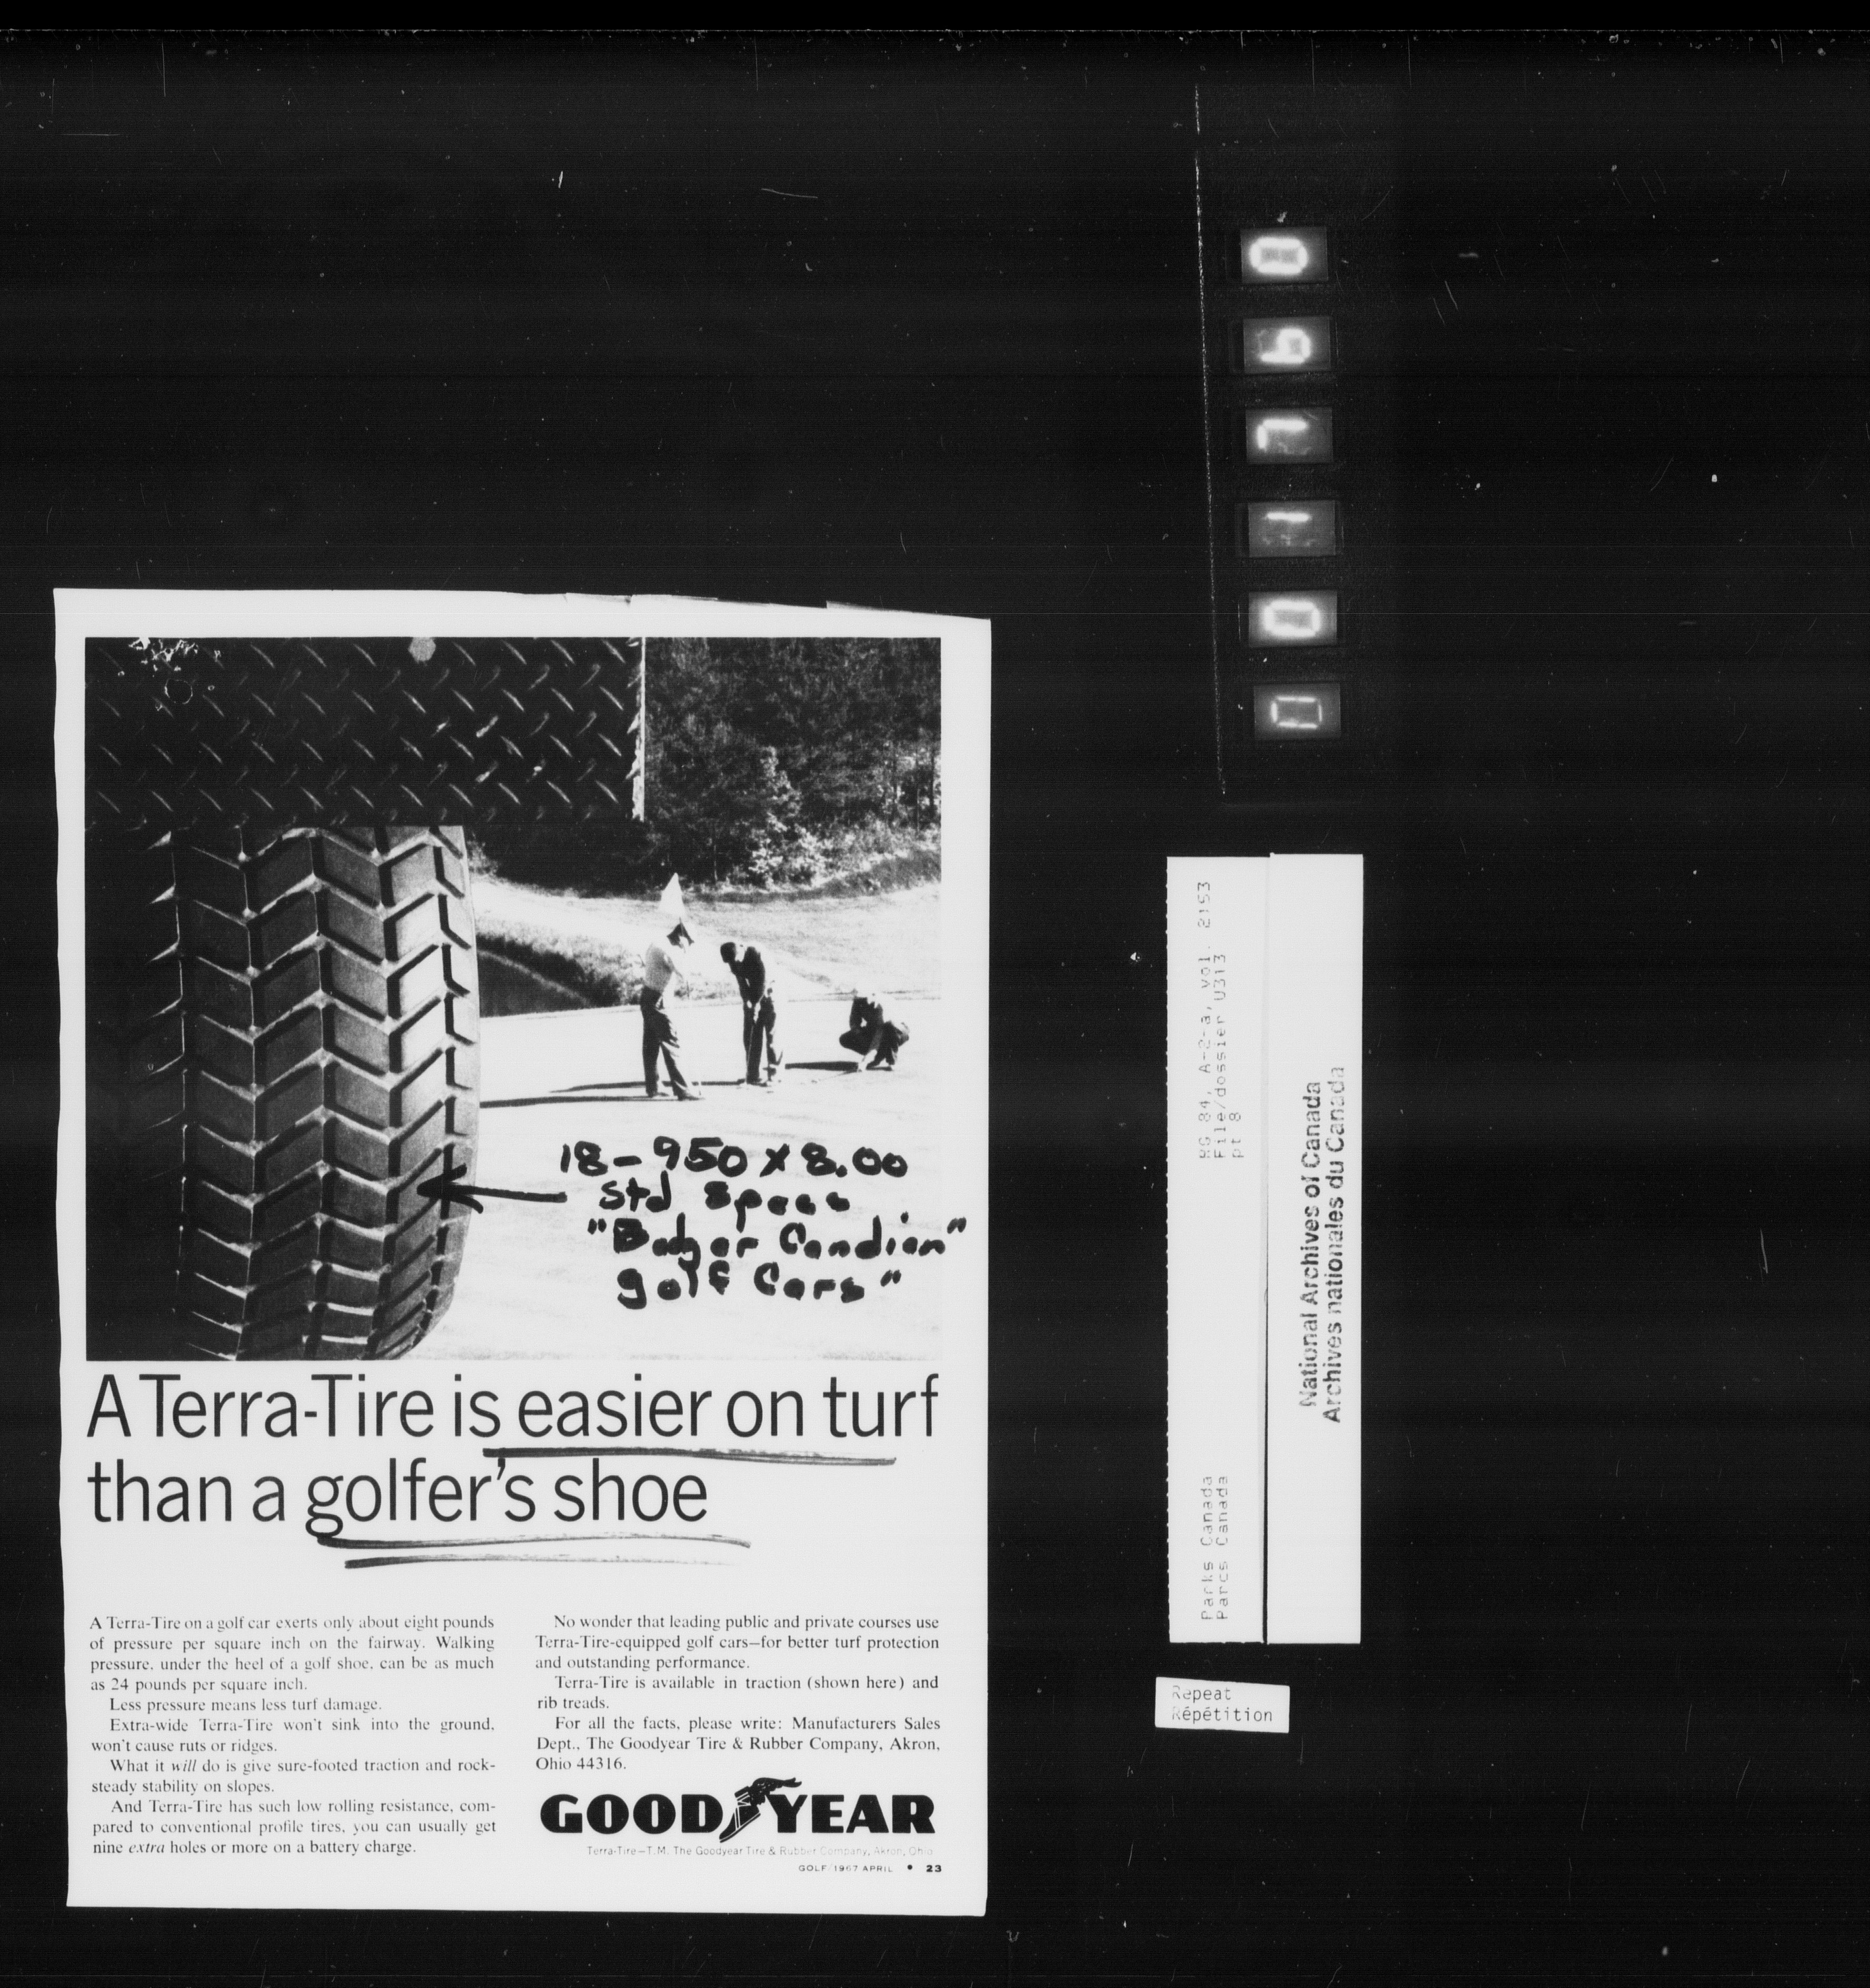 18-950 x 8.00
Std Specs
"Badger Candian"
golf Cars"
A Terra-Tire is easier on turf
than a golfer's shoe
A Terra-Tire on a golf car exerts only about eight pounds
of pressure per square inch on the fairway. Walking
pressure, under the heel of a golf shoe, can be as much
as 24 pounds per square inch.
Less pressure means less turf damage.
Extra-wide Terra-Tire won't sink into the ground,
won't cause ruts or ridges.
What it will do is give sure-footed traction and rock-
steady stability on slopes.
And Terra-Tire has such low rolling resistance, com-
pared to conventional profile tires, you can usually get
nine extra holes or more on a battery charge.
No wonder that leading public and private courses use
Terra-Tire-equipped golf cars—for better turf protection
and outstanding performance.
Terra-Tire is available in traction (shown here) and
rib treads.
For all the facts, please write: Manufacturers Sales
Dept., The Goodyear Tire & Rubber Company, Akron,
Ohio 44316.
GOODYEAR
Terra-Tire—T.M. The Goodyear Tire & Rubber Company, Akron, Ohio
GOLF/1967 APRIL • 23
001760
Parks Canada
Parcs Canada
RG 84, A-2-a, vol. 2153
File/dossier U313
pt 8
National Archives of Canada
Archives nationales du Canada
Repeat
Répétition